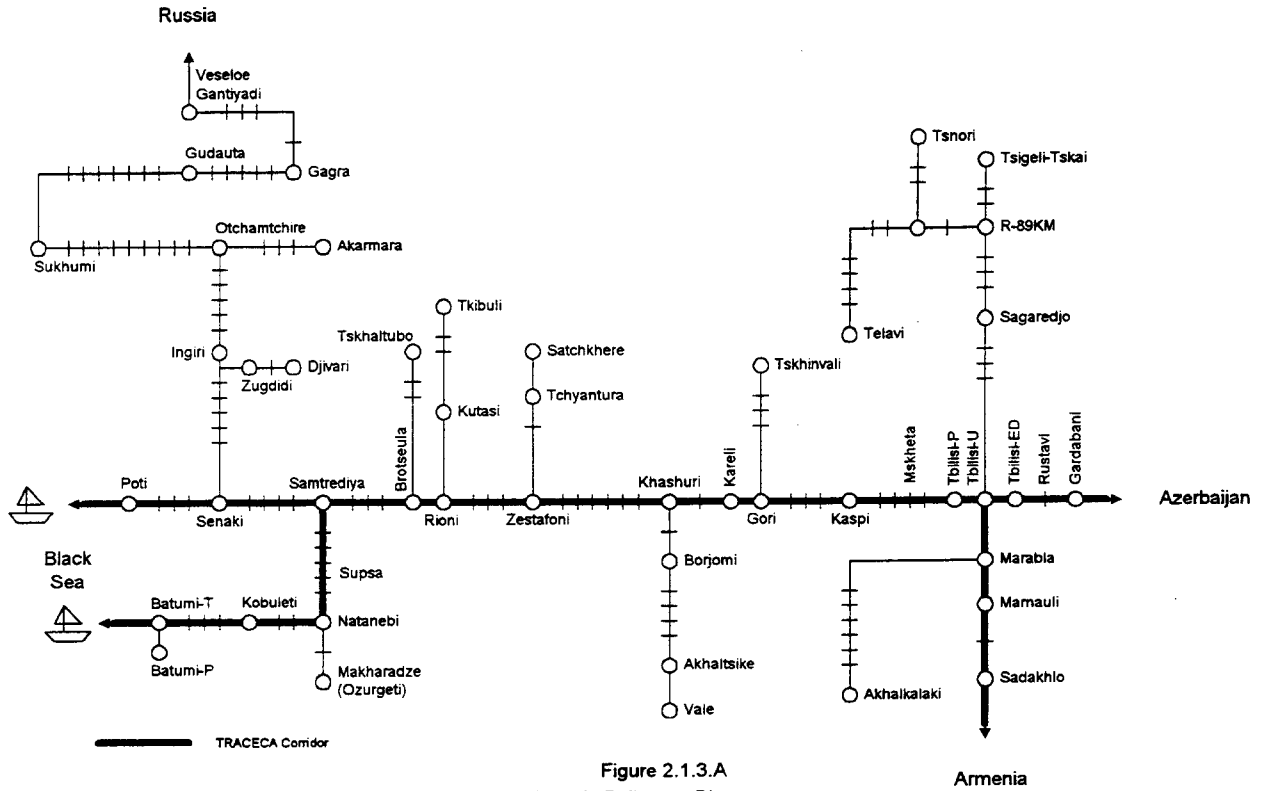 Russia
Veseloe
Gantiyadi
Gudauta
Gagra
Otchamtchire
Akarmara
Sukhumi
Tsnori
Tsigeli-Tskai
R-89KM
Telavi
Sagaredjo
Tkibuli
Tskhaltubo
Satchkhere
Ingiri
Djivari
Zugdidi
Tskhinvali
Tchyantura
Kutasi
Poti
Senaki
Samtrediya
Brotseula
Rioni
Zestafoni
Khashuri
Kareli
Gori
Kaspi
Mskheta
Tbilisi-P
Tbilisi-U
Tbilisi-ED
Rustavi
Gardabani
Azerbaijan
Black
Sea
Supsa
Borjomi
Marabla
Batumi-T
Kobuleti
Natanebi
Mamauli
Batumi-P
Makharadze
(Ozurgeti)
Akhaltsike
Vale
Akhalkalaki
Sadakhlo
TRACECA Corridor
Figure 2.1.3.A
Armenia